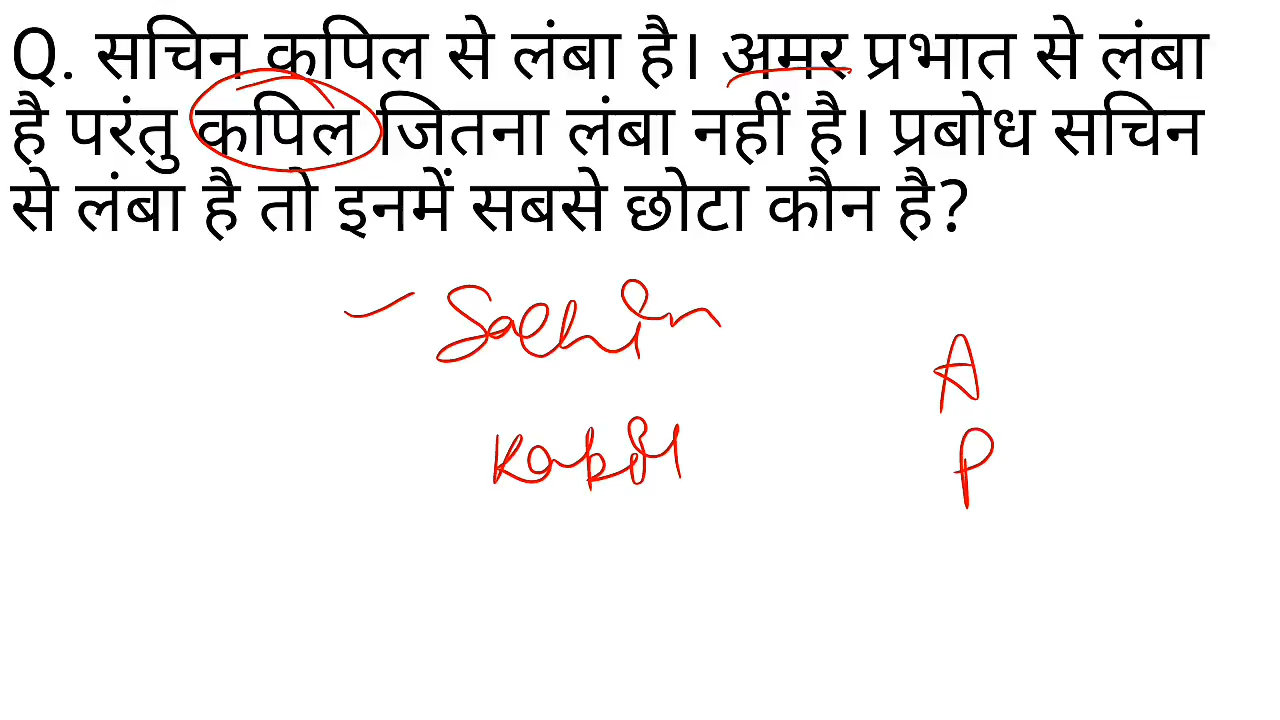 Q. सचिन कपिल से लंबा है। अमर प्रभात से लंबा
है परंतु कपिल जितना लंबा नहीं है। प्रबोध सचिन
से लंबा है तो इनमें सबसे छोटा कौन है?
Sachin
A
Kapil
P